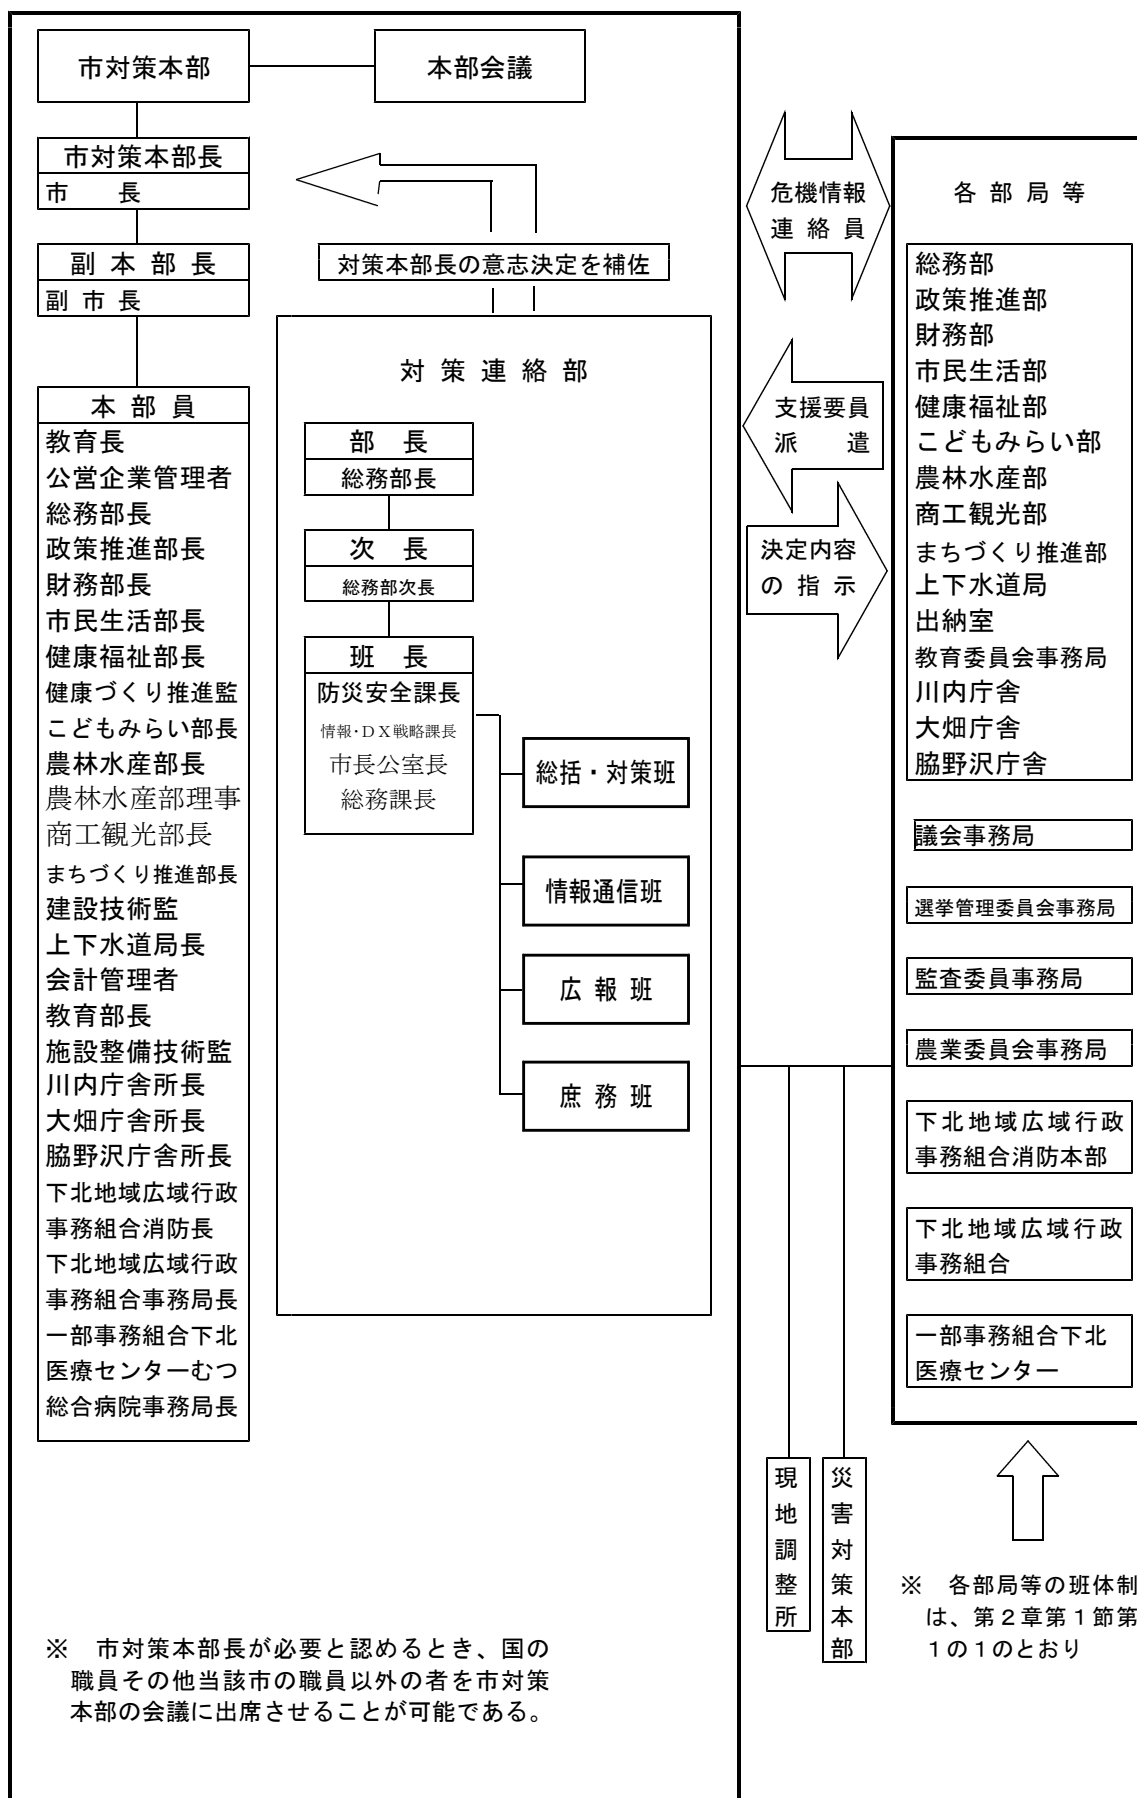 市対策本部
本部会議
市対策本部長
市　　長
副 本 部 長
副 市 長
本 部 員
教育長
公営企業管理者
総務部長
政策推進部長
財務部長
市民生活部長
健康福祉部長
健康づくり推進監
こどもみらい部長
農林水産部長
農林水産部理事
商工観光部長
まちづくり推進部長
建設技術監
上下水道局長
会計管理者
教育部長
施設整備技術監
川内庁舎所長
大畑庁舎所長
脇野沢庁舎所長
下北地域広域行政
事務組合消防長
下北地域広域行政
事務組合事務局長
一部事務組合下北
医療センターむつ
総合病院事務局長
対策本部長の意志決定を補佐
対 策 連 絡 部
部　長
総務部長
次　長
総務部次長
班　長
防災安全課長
情報・ＤＸ戦略課長
市長公室長
総務課長
総括・対策班
情報通信班
広 報 班
庶 務 班
※　市対策本部長が必要と認めるとき、国の
職員その他当該市の職員以外の者を市対策
本部の会議に出席させることが可能である。
危機情報
連 絡 員
支援要員
派　　遣
決定内容
の 指 示
現地調整所
災害対策本部
各 部 局 等
総務部
政策推進部
財務部
市民生活部
健康福祉部
こどもみらい部
農林水産部
商工観光部
まちづくり推進部
上下水道局
出納室
教育委員会事務局
川内庁舎
大畑庁舎
脇野沢庁舎
議会事務局
選挙管理委員会事務局
監査委員事務局
農業委員会事務局
下北地域広域行政
事務組合消防本部
下北地域広域行政
事務組合
一部事務組合下北
医療センター
※　各部局等の班体制
は、第２章第１節第
１の１のとおり